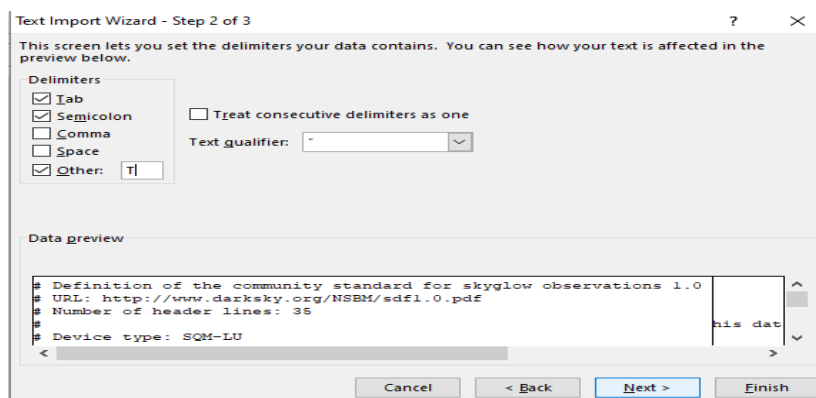 Text Import Wizard - Step 2 of 3 ? ×
This screen lets you set the delimiters your data contains. You can see how your text is affected in the
preview below.
Delimiters
Tab
Semicolon
Comma
Space
Other: T
Treat consecutive delimiters as one
Text qualifier: "
Data preview
# Definition of the community standard for skyglow observations 1.0
# URL: http://www.darksky.org/NSBM/sdf1.0.pdf
# Number of header lines: 35
# his dat
# Device type: SQM-LU
Cancel < Back Next > Finish